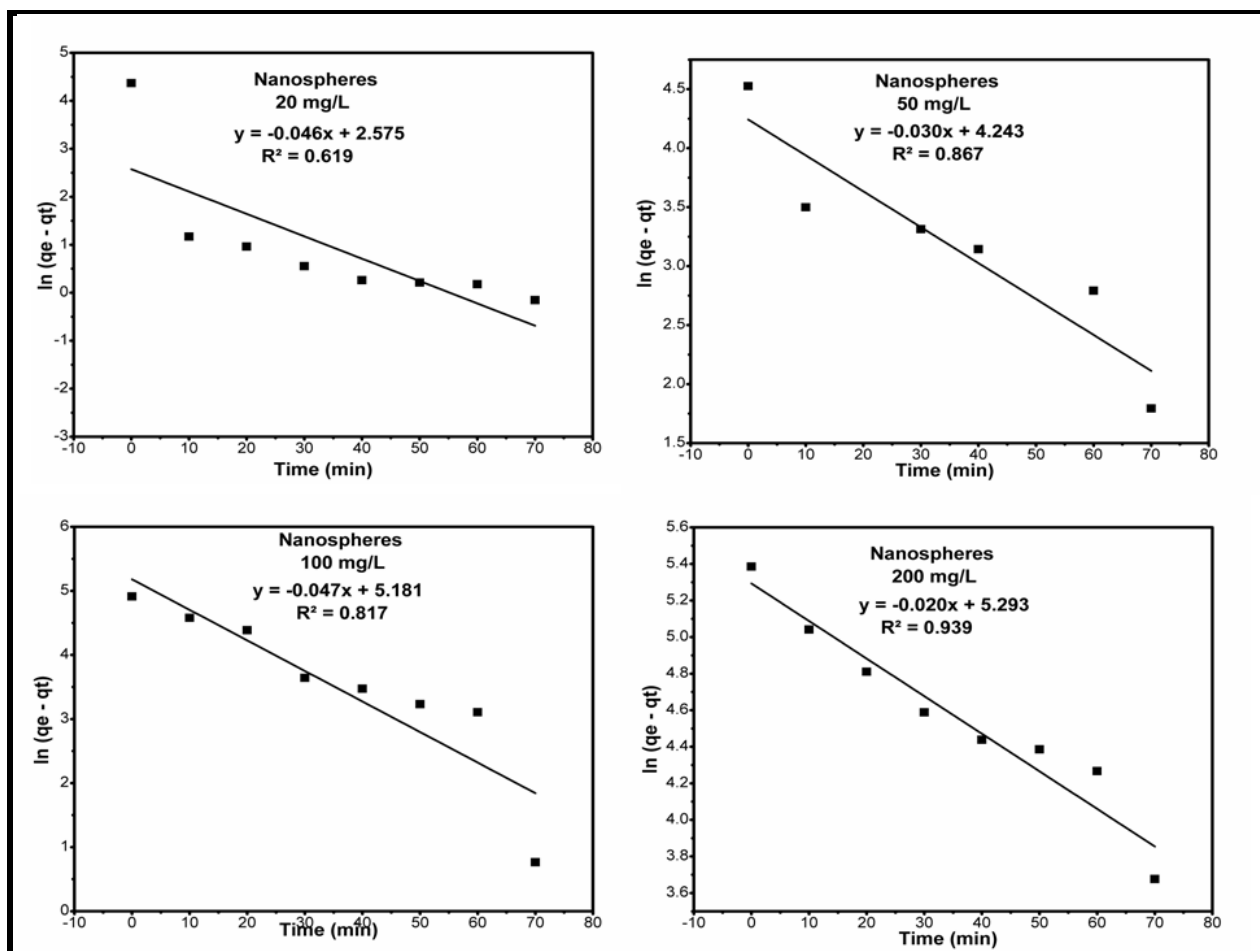 Nanospheres
20 mg/L
y = -0.046x + 2.575
R² = 0.619
5
4
3
2
1
0
-1
-2
-3
ln (qe - qt)
-10 0 10 20 30 40 50 60 70 80
Time (min)
Nanospheres
50 mg/L
y = -0.030x + 4.243
R² = 0.867
4.5
4.0
3.5
3.0
2.5
2.0
1.5
ln (qe - qt)
-10 0 10 20 30 40 50 60 70 80
Time (min)
Nanospheres
100 mg/L
y = -0.047x + 5.181
R² = 0.817
6
5
4
3
2
1
0
ln (qe - qt)
-10 0 10 20 30 40 50 60 70 80
Time (min)
Nanospheres
200 mg/L
y = -0.020x + 5.293
R² = 0.939
5.6
5.4
5.2
5.0
4.8
4.6
4.4
4.2
4.0
3.8
3.6
ln (qe - qt)
-10 0 10 20 30 40 50 60 70 80
Time (min)